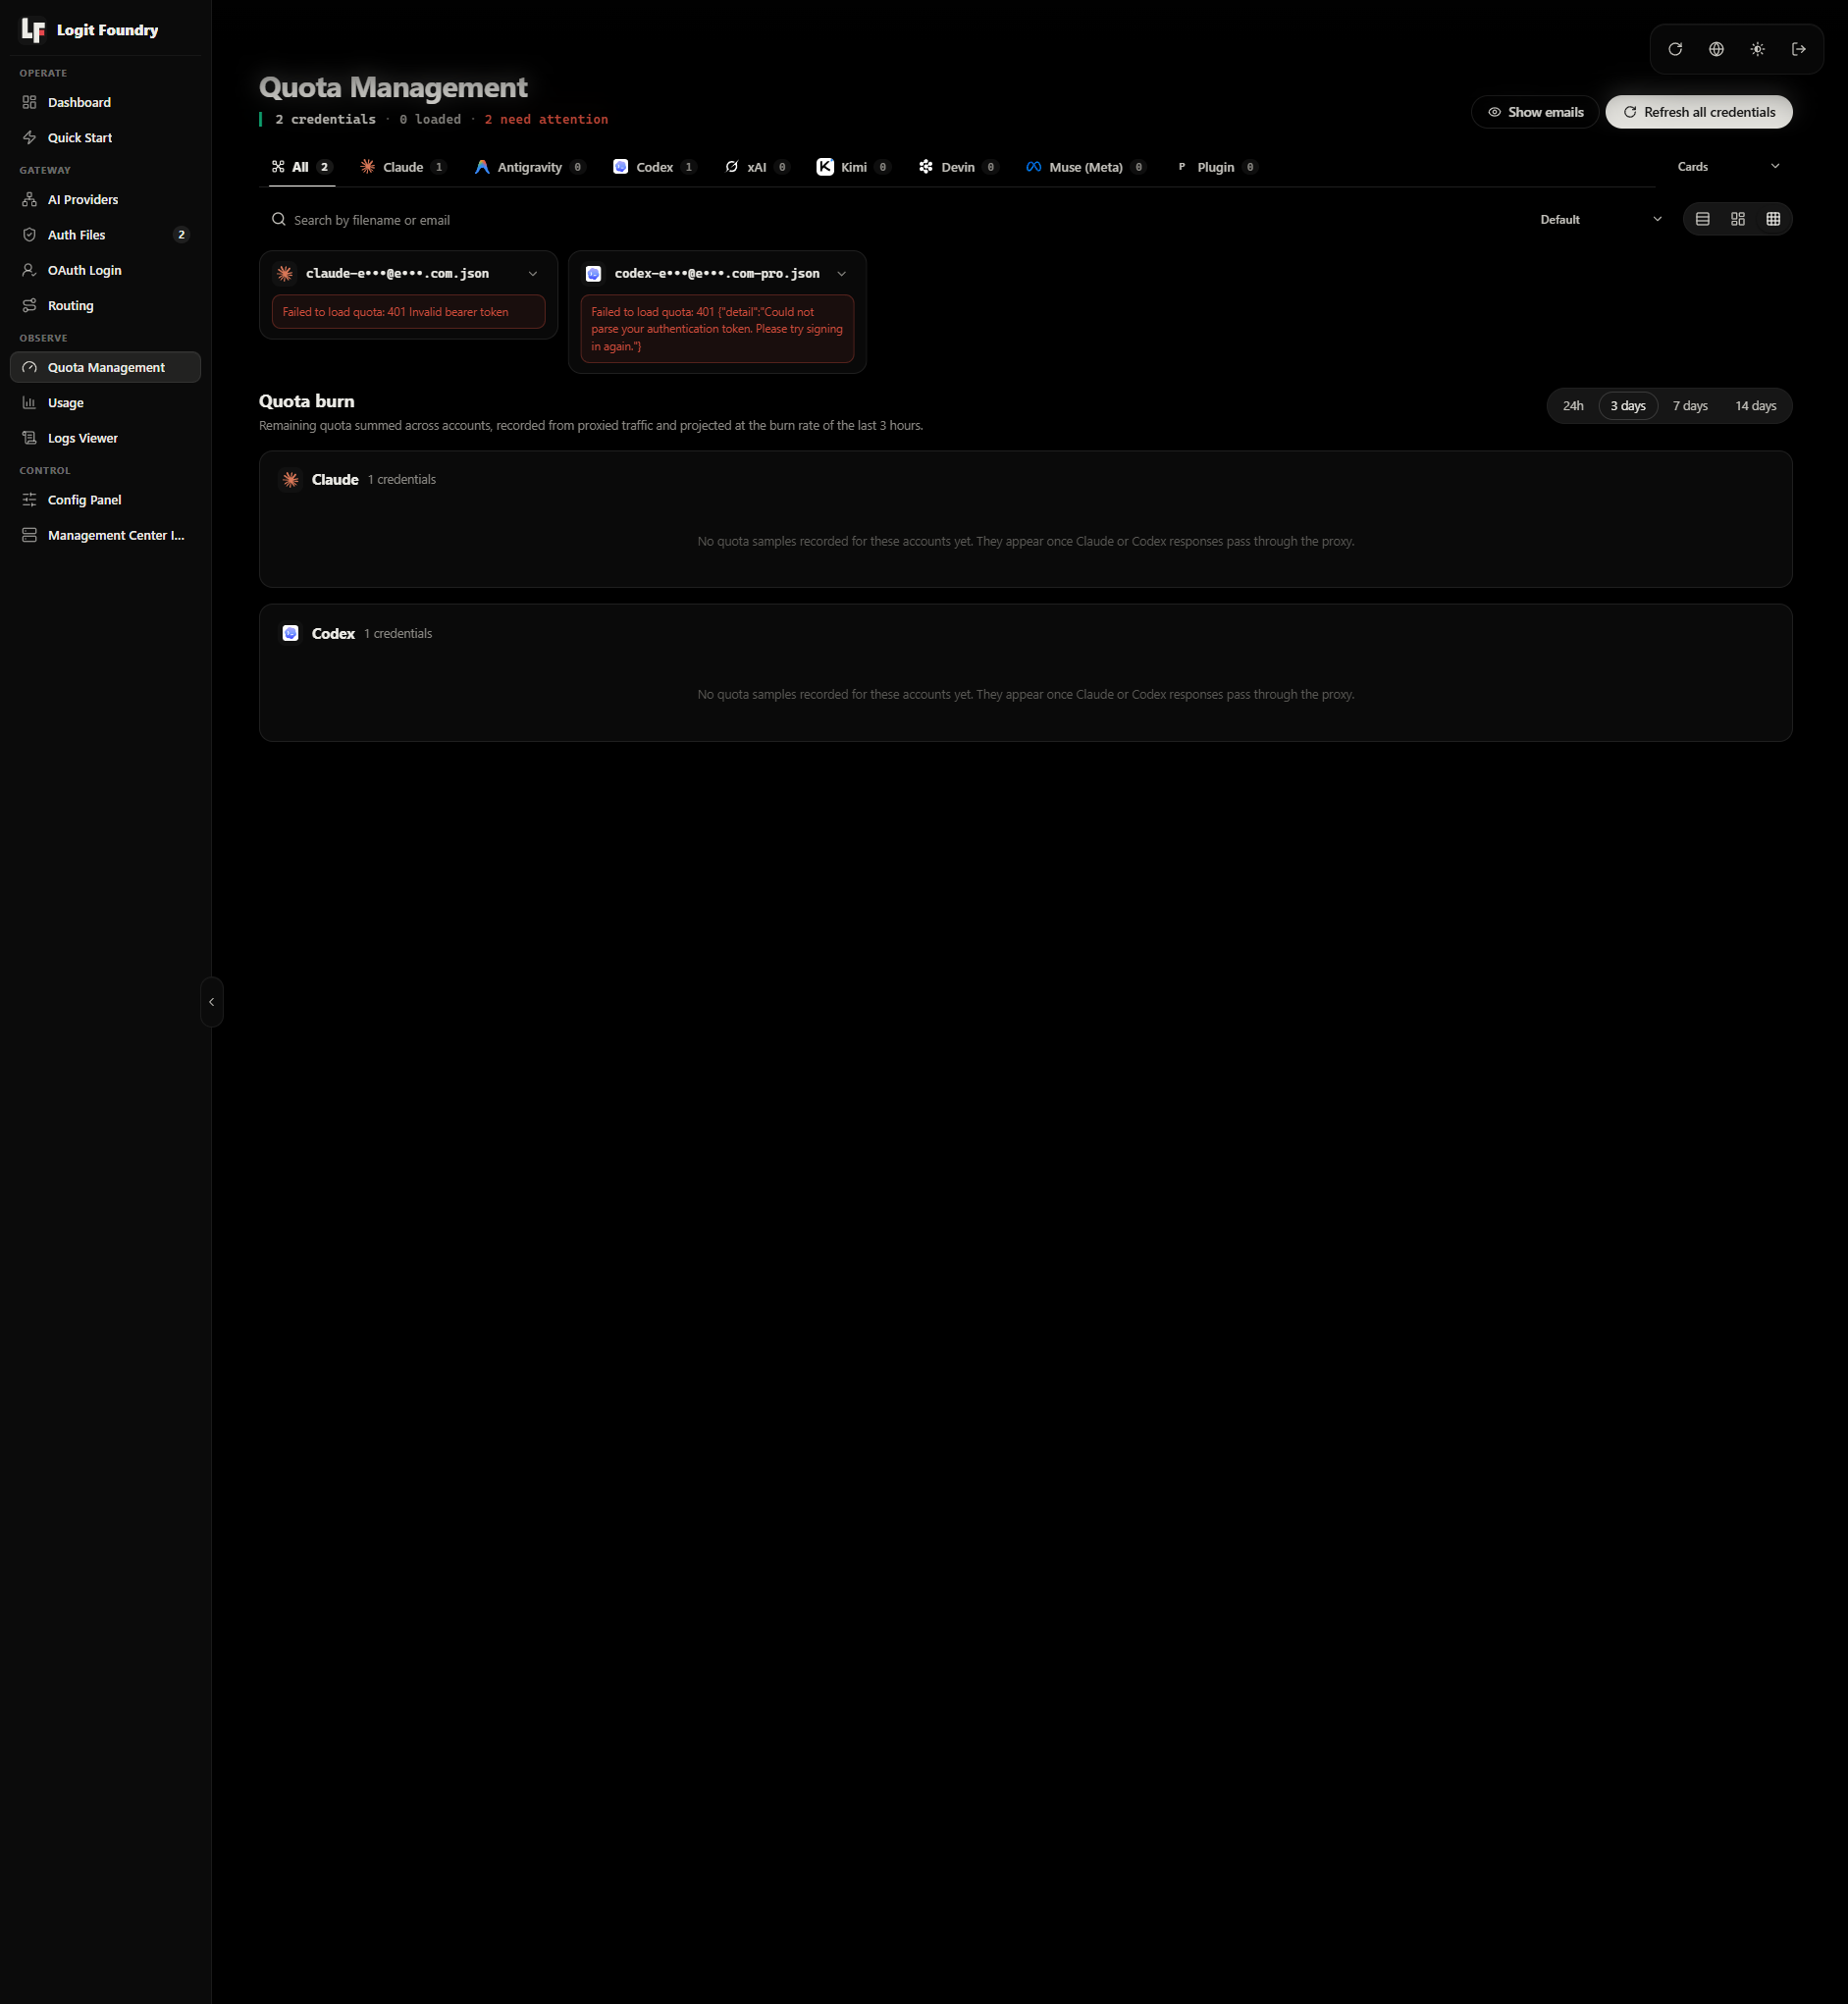 LF Logit Foundry
OPERATE
Dashboard
Quick Start
GATEWAY
AI Providers
Auth Files 2
OAuth Login
Routing
OBSERVE
Quota Management
Usage
Logs Viewer
CONTROL
Config Panel
Management Center I...
Quota Management
2 credentials · 0 loaded · 2 need attention
Show emails
Refresh all credentials
All 2
Claude 1
Antigravity 0
Codex 1
xAI 0
Kimi 0
Devin 0
Muse (Meta) 0
P Plugin 0
Cards
Search by filename or email
Default
claude-e•••@e•••.com.json
Failed to load quota: 401 Invalid bearer token
codex-e•••@e•••.com-pro.json
Failed to load quota: 401 {"detail":"Could not
parse your authentication token. Please try signing
in again."}
Quota burn
Remaining quota summed across accounts, recorded from proxied traffic and projected at the burn rate of the last 3 hours.
24h
3 days
7 days
14 days
Claude 1 credentials
No quota samples recorded for these accounts yet. They appear once Claude or Codex responses pass through the proxy.
Codex 1 credentials
No quota samples recorded for these accounts yet. They appear once Claude or Codex responses pass through the proxy.